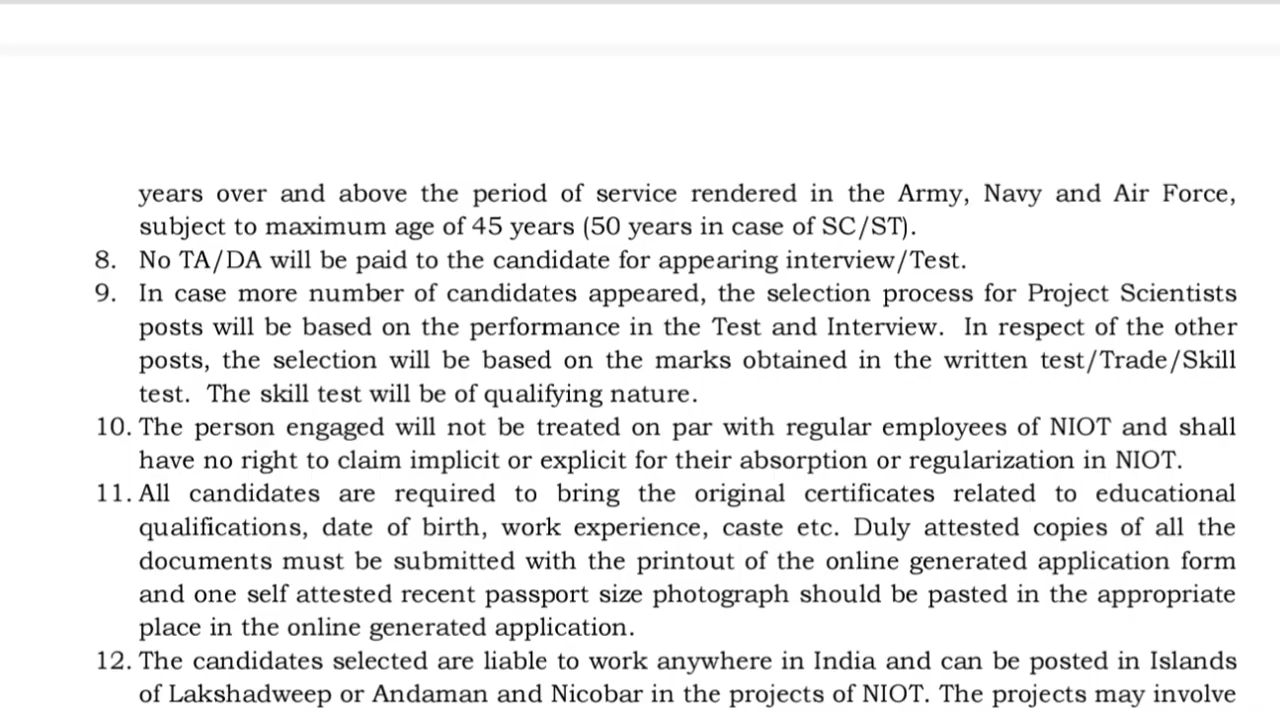 years over and above the period of service rendered in the Army, Navy and Air Force,
subject to maximum age of 45 years (50 years in case of SC/ST).
8. No TA/DA will be paid to the candidate for appearing interview/Test.
9. In case more number of candidates appeared, the selection process for Project Scientists
posts will be based on the performance in the Test and Interview. In respect of the other
posts, the selection will be based on the marks obtained in the written test/Trade/Skill
test. The skill test will be of qualifying nature.
10. The person engaged will not be treated on par with regular employees of NIOT and shall
have no right to claim implicit or explicit for their absorption or regularization in NIOT.
11. All candidates are required to bring the original certificates related to educational
qualifications, date of birth, work experience, caste etc. Duly attested copies of all the
documents must be submitted with the printout of the online generated application form
and one self attested recent passport size photograph should be pasted in the appropriate
place in the online generated application.
12. The candidates selected are liable to work anywhere in India and can be posted in Islands
of Lakshadweep or Andaman and Nicobar in the projects of NIOT. The projects may involve